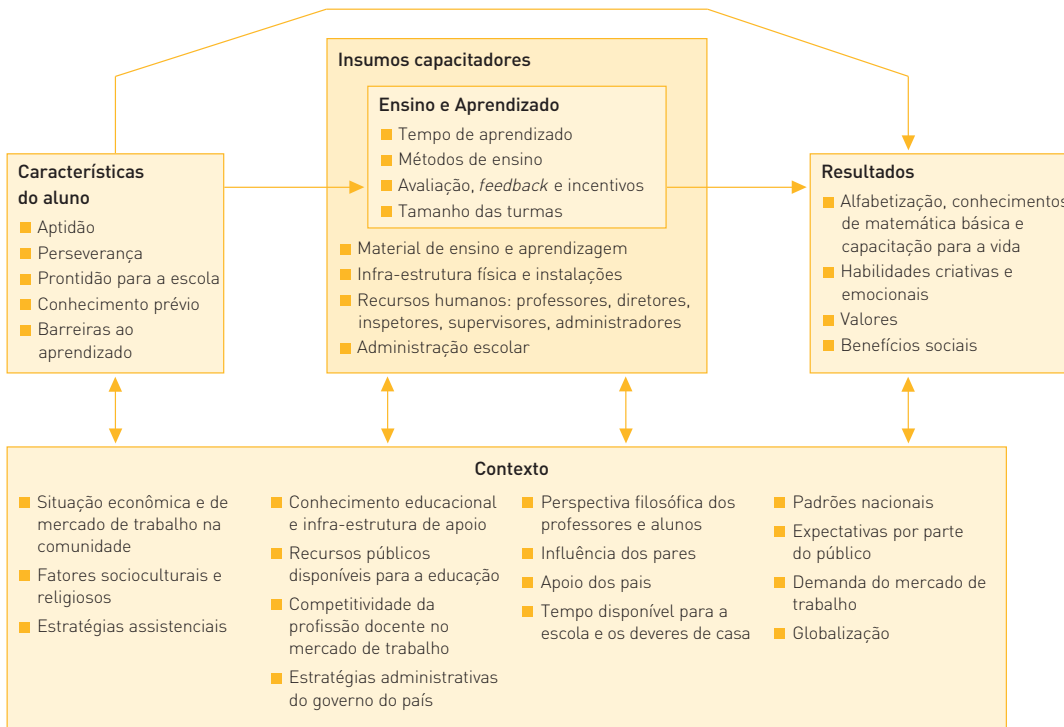 Insumos capacitadores
Ensino e Aprendizado
Tempo de aprendizado
Métodos de ensino
Avaliação, feedback e incentivos
Tamanho das turmas
Material de ensino e aprendizagem
Infra-estrutura física e instalações
Recursos humanos: professores, diretores,
inspetores, supervisores, administradores
Administração escolar
Características
do aluno
Aptidão
Perseverança
Prontidão para a escola
Conhecimento prévio
Barreiras ao
aprendizado
Resultados
Alfabetização, conhecimentos
de matemática básica e
capacitação para a vida
Habilidades criativas e
emocionais
Valores
Benefícios sociais
Contexto
Situação econômica e de
mercado de trabalho na
comunidade
Fatores socioculturais e
religiosos
Estratégias assistenciais
Conhecimento educacional
e infra-estrutura de apoio
Recursos públicos
disponíveis para a educação
Competitividade da
profissão docente no
mercado de trabalho
Estratégias administrativas
do governo do país
Perspectiva filosófica dos
professores e alunos
Influência dos pares
Apoio dos pais
Tempo disponível para a
escola e os deveres de casa
Padrões nacionais
Expectativas por parte
do público
Demanda do mercado de
trabalho
Globalização